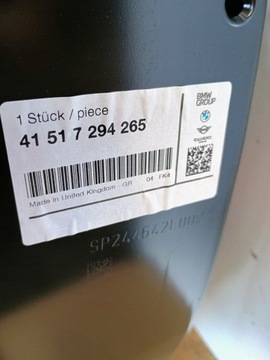 1 Stück / piece
41 51 7 294 265
BMW
GROUP
Made in United Kingdom - GB 04 FK4